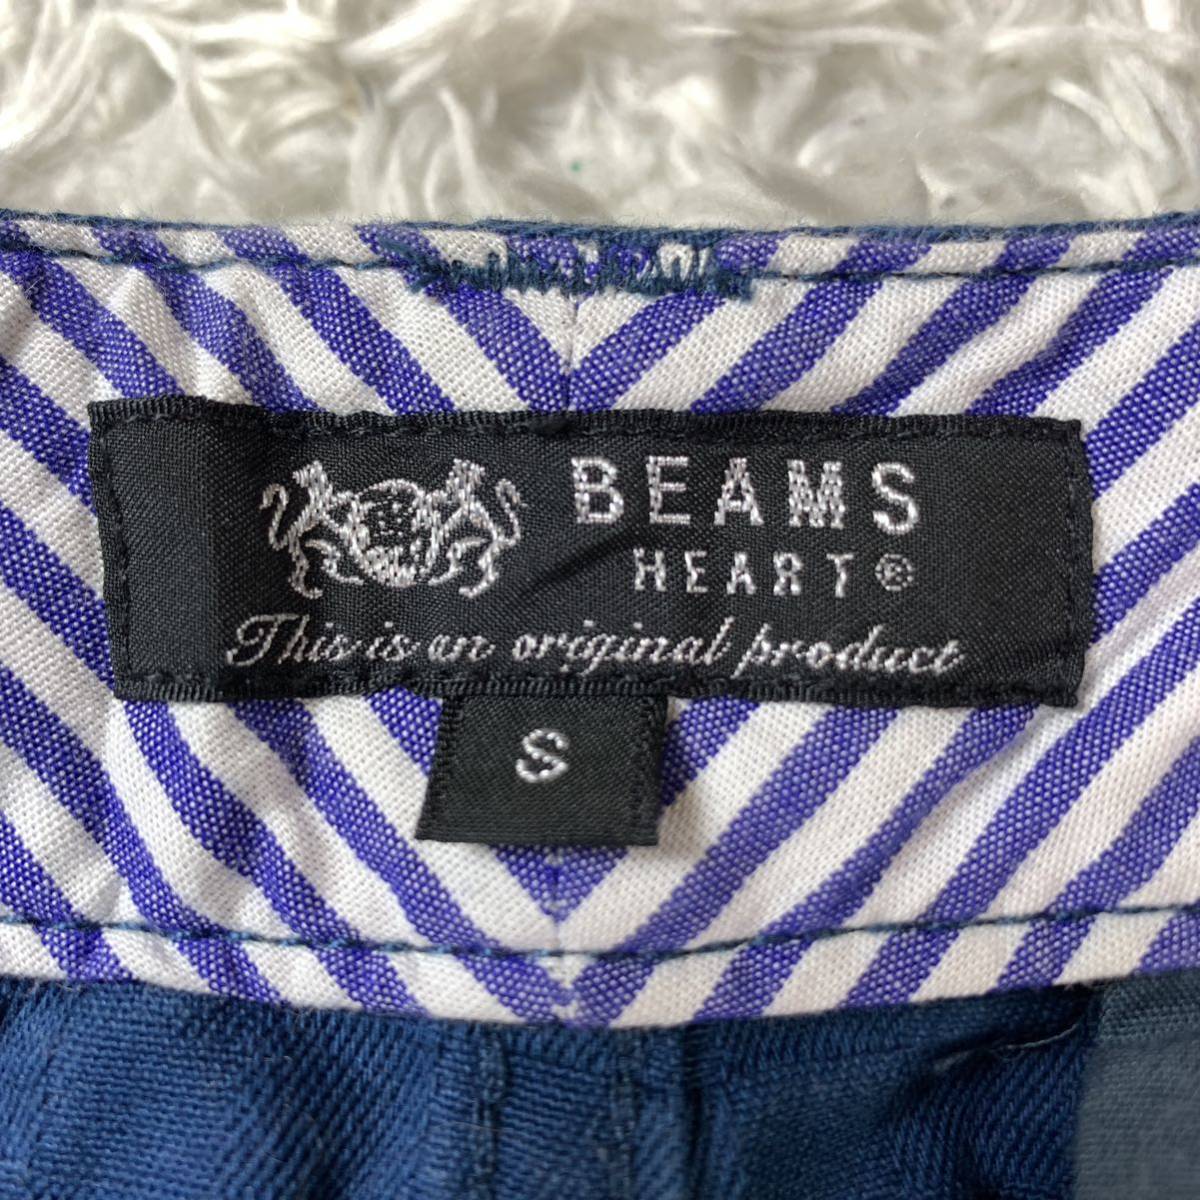 BEAMS
HEART®
This is an original product
S